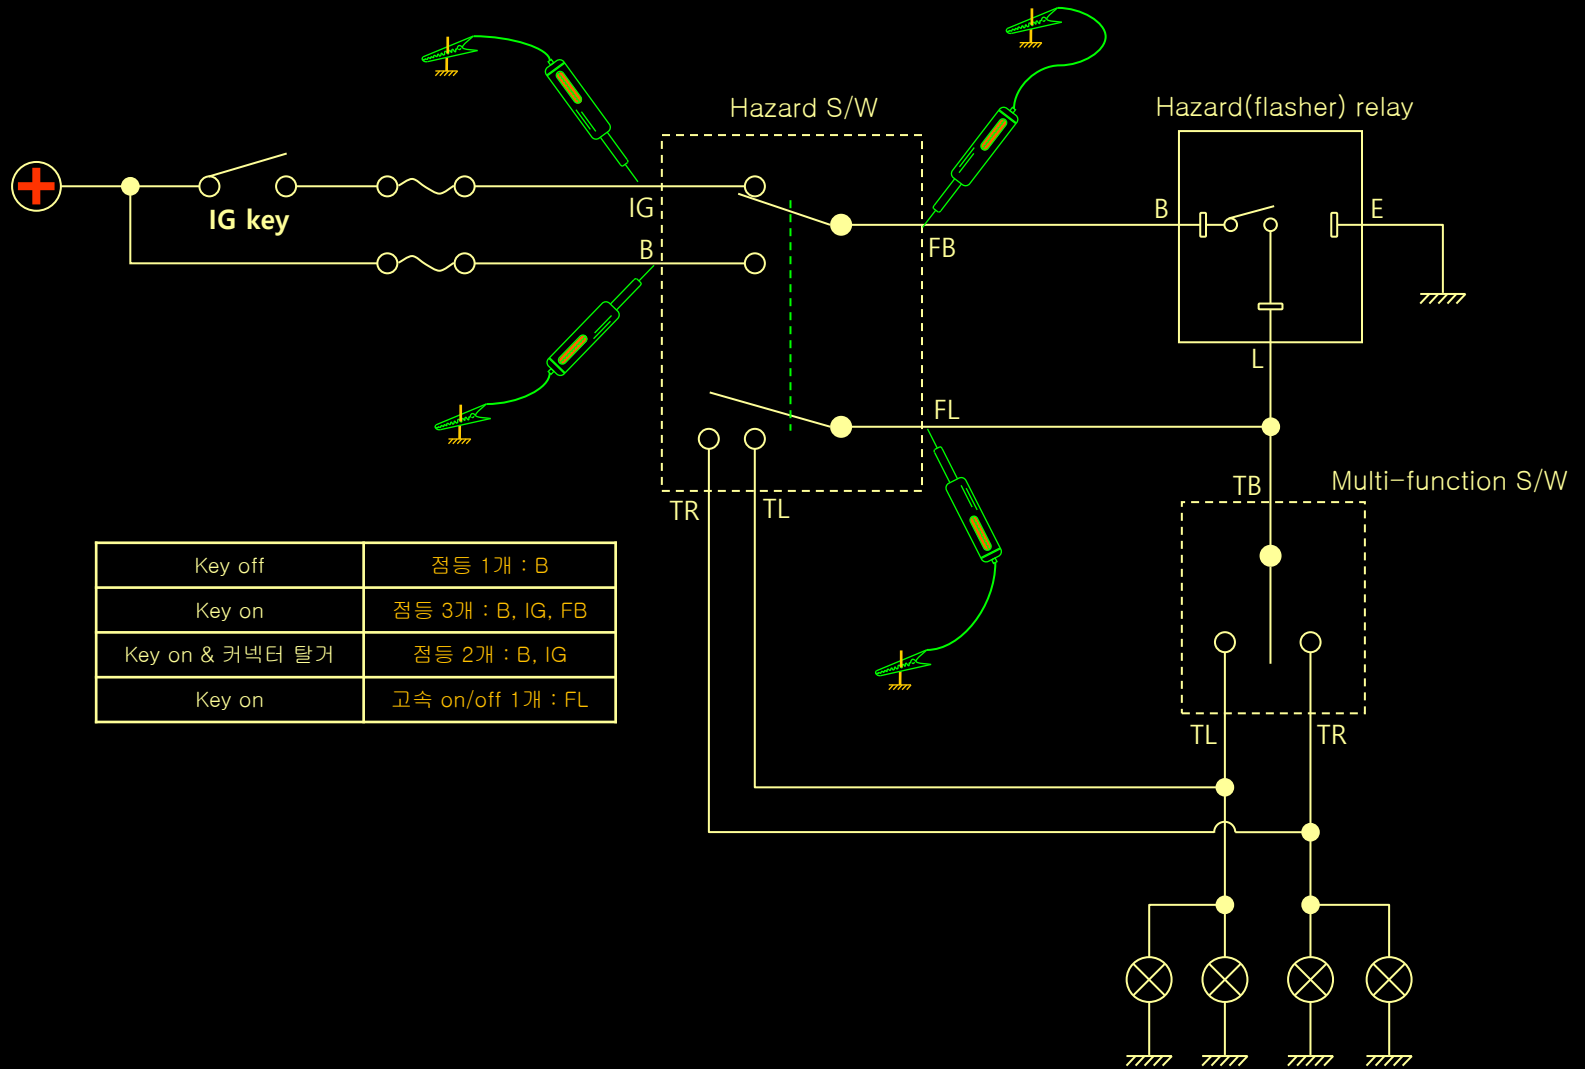 Hazard S/W
Hazard(flasher) relay
IG key
IG
B
FB
B
E
L
FL
TR
TL
TB
Multi-function S/W
TL
TR
Key off
점등 1개 : B
Key on
점등 3개 : B, IG, FB
Key on & 커넥터 탈거
점등 2개 : B, IG
Key on
고속 on/off 1개 : FL